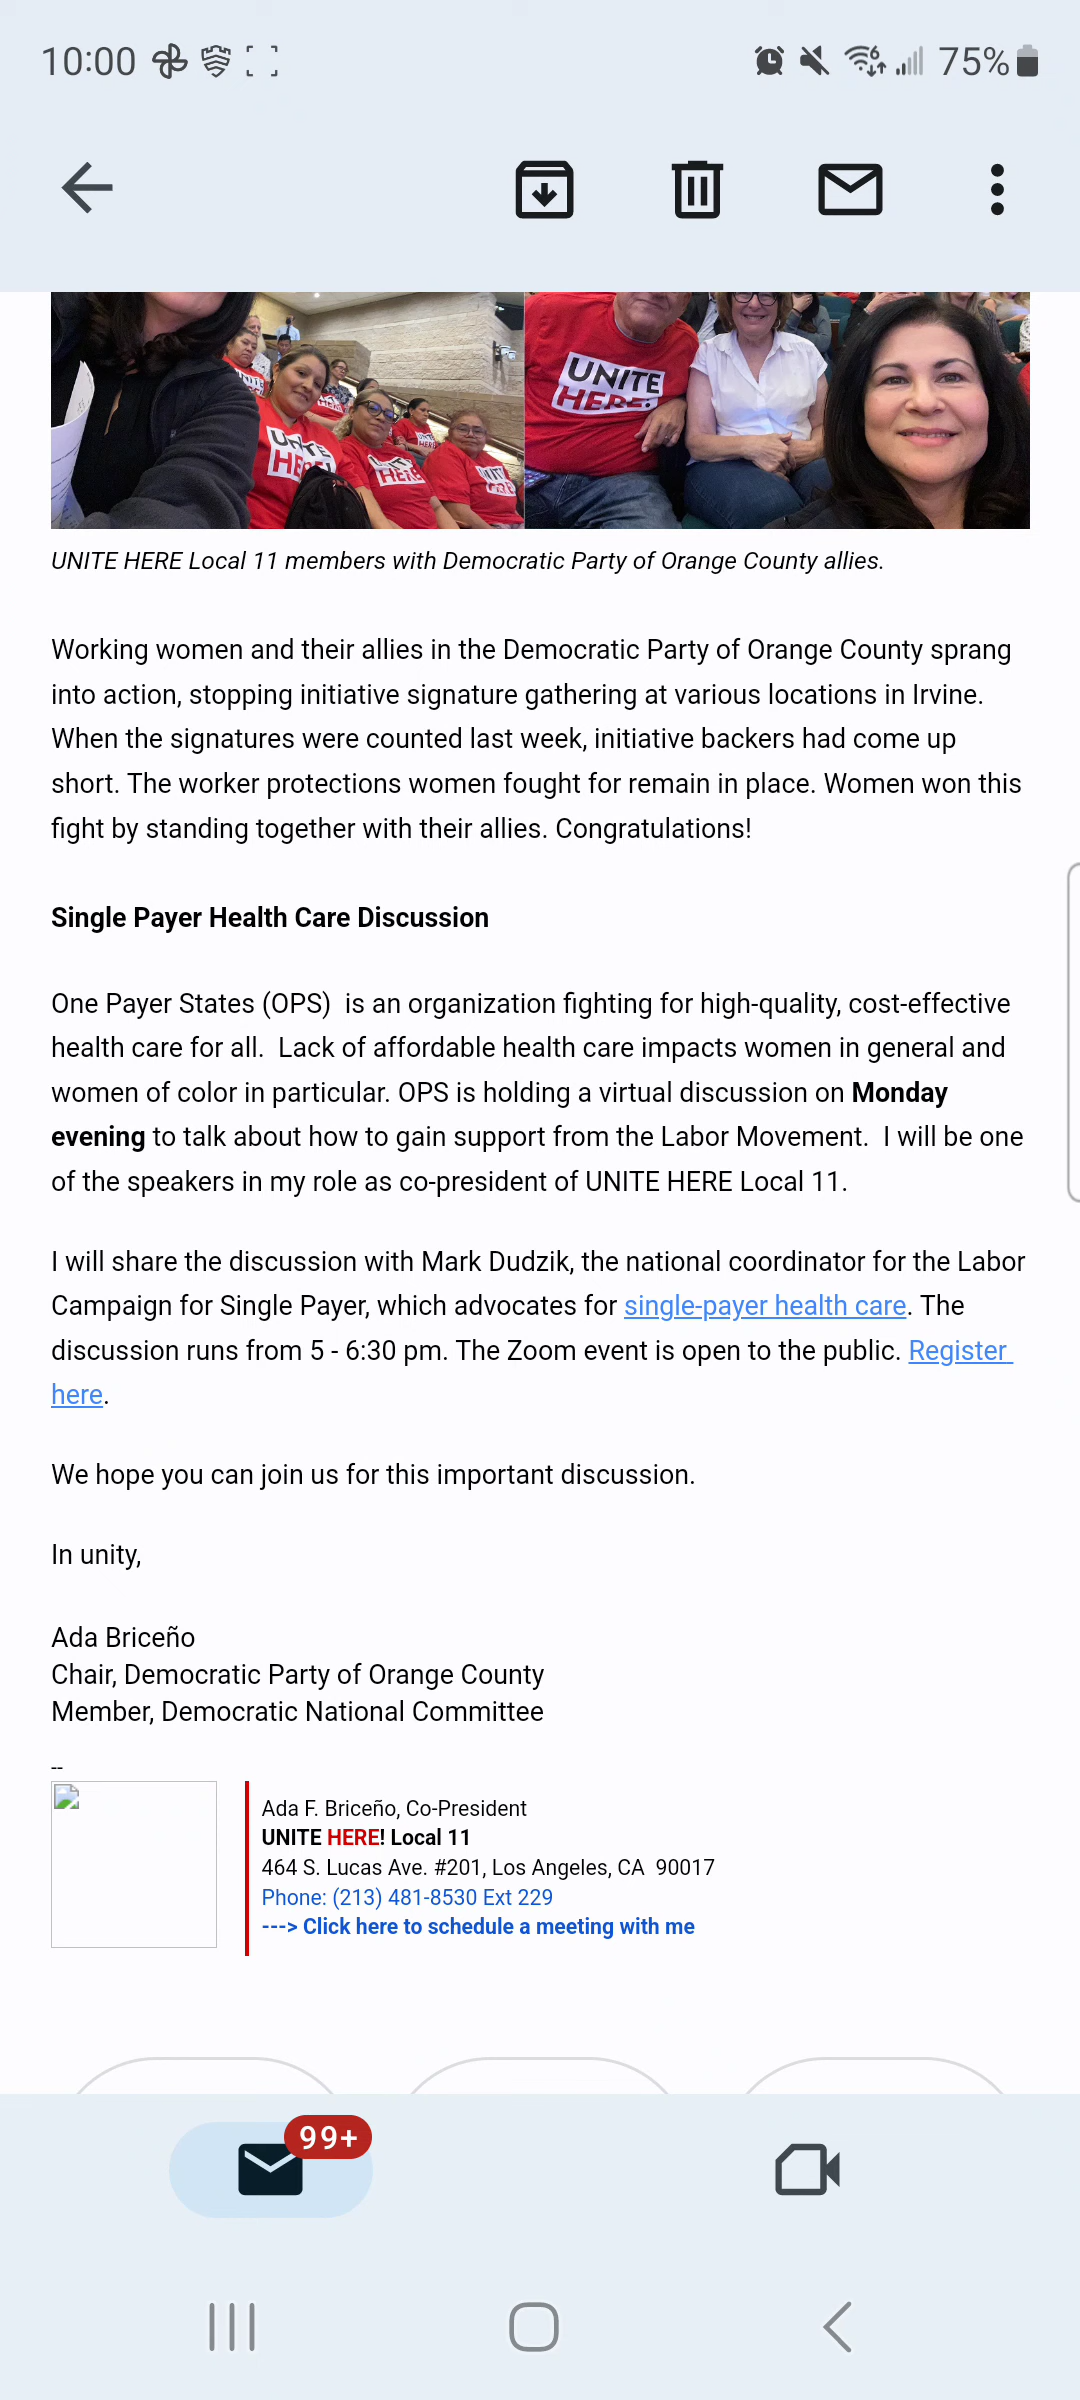 10:00
75%
UNITE
HERE!
UNITE HERE Local 11 members with Democratic Party of Orange County allies.
Working women and their allies in the Democratic Party of Orange County sprang
into action, stopping initiative signature gathering at various locations in Irvine.
When the signatures were counted last week, initiative backers had come up
short. The worker protections women fought for remain in place. Women won this
fight by standing together with their allies. Congratulations!
Single Payer Health Care Discussion
One Payer States (OPS)  is an organization fighting for high-quality, cost-effective
health care for all.  Lack of affordable health care impacts women in general and
women of color in particular. OPS is holding a virtual discussion on Monday
evening to talk about how to gain support from the Labor Movement.  I will be one
of the speakers in my role as co-president of UNITE HERE Local 11.
I will share the discussion with Mark Dudzik, the national coordinator for the Labor
Campaign for Single Payer, which advocates for single-payer health care. The
discussion runs from 5 - 6:30 pm. The Zoom event is open to the public. Register
here.
We hope you can join us for this important discussion.
In unity,
Ada Briceño
Chair, Democratic Party of Orange County
Member, Democratic National Committee
--
Ada F. Briceño, Co-President
UNITE HERE! Local 11
464 S. Lucas Ave. #201, Los Angeles, CA  90017
Phone: (213) 481-8530 Ext 229
---> Click here to schedule a meeting with me
99+